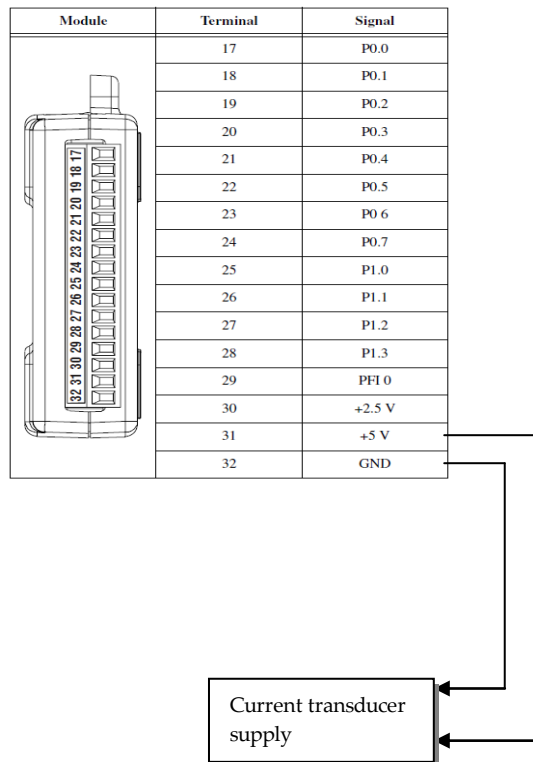 Module Terminal Signal
17 P0.0
18 P0.1
19 P0.2
20 P0.3
21 P0.4
22 P0.5
23 P0 6
24 P0.7
25 P1.0
26 P1.1
27 P1.2
28 P1.3
29 PFI 0
30 +2.5 V
31 +5 V
32 GND
32 31 30 29 28 27 26 25 24 23 22 21 20 19 18 17
Current transducer
supply